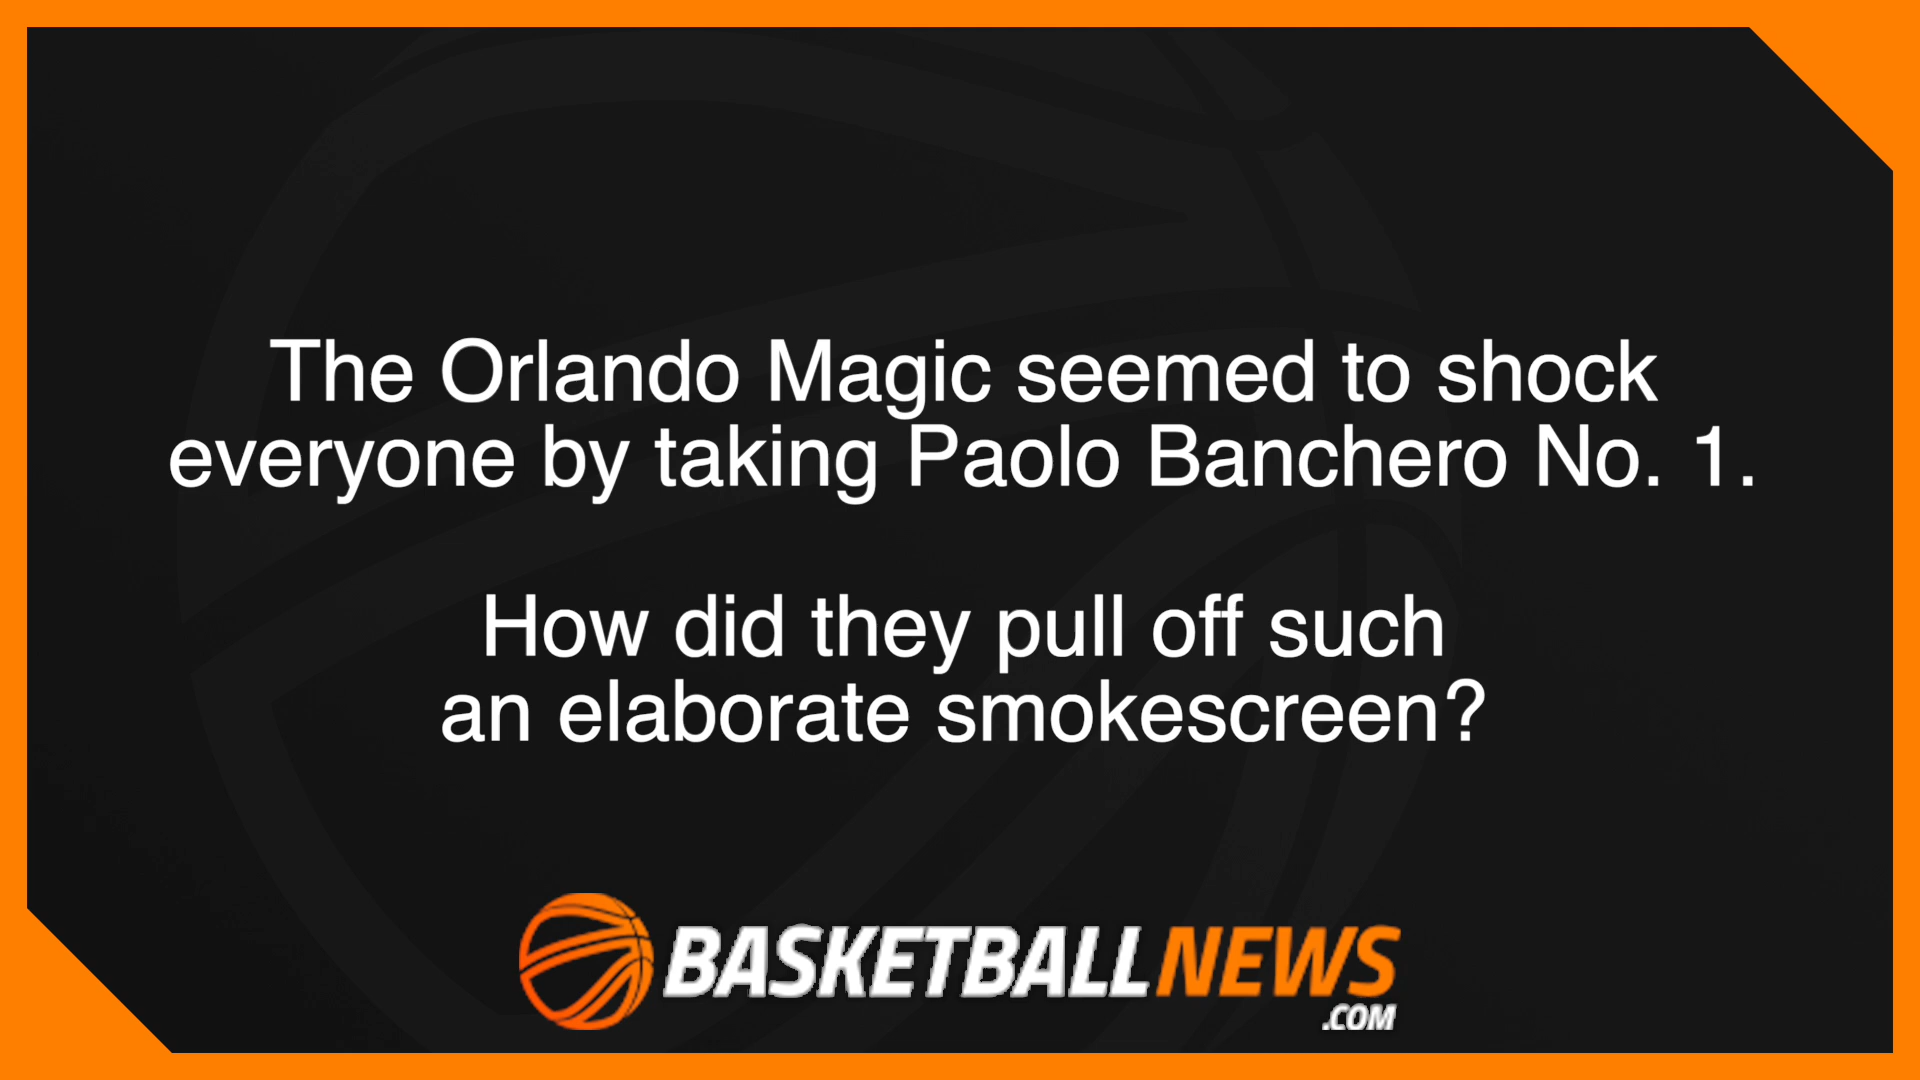 The Orlando Magic seemed to shock
everyone by taking Paolo Banchero No. 1.
How did they pull off such
an elaborate smokescreen?
BASKETBALLNEWS
.COM